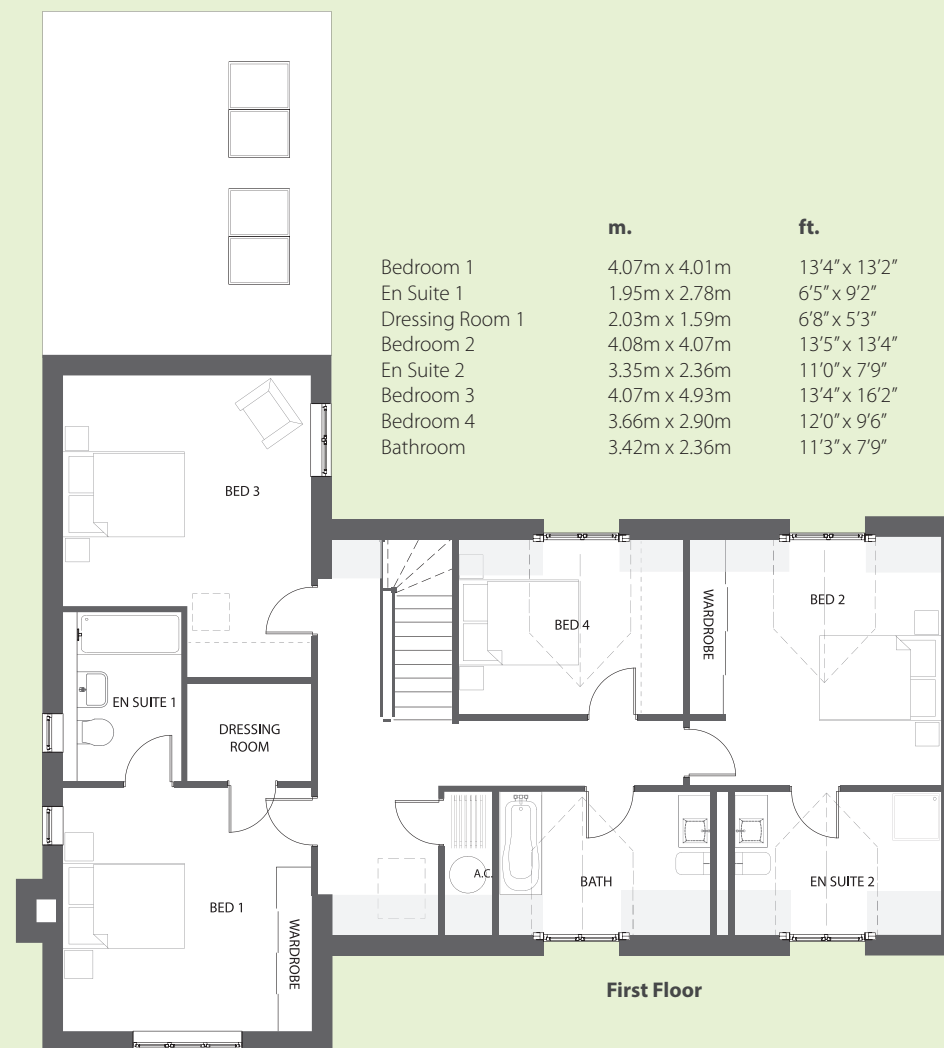 m. ft.
Bedroom 1 4.07m x 4.01m 13’4” x 13’2”
En Suite 1 1.95m x 2.78m 6’5” x 9’2”
Dressing Room 1 2.03m x 1.59m 6’8” x 5’3”
Bedroom 2 4.08m x 4.07m 13’5” x 13’4”
En Suite 2 3.35m x 2.36m 11’0” x 7’9”
Bedroom 3 4.07m x 4.93m 13’4” x 16’2”
Bedroom 4 3.66m x 2.90m 12’0” x 9’6”
Bathroom 3.42m x 2.36m 11’3” x 7’9”
BED 3
BED 4
WARDROBE
BED 2
EN SUITE 1
DRESSING
ROOM
BED 1
WARDROBE
A.C.
BATH
EN SUITE 2
First Floor